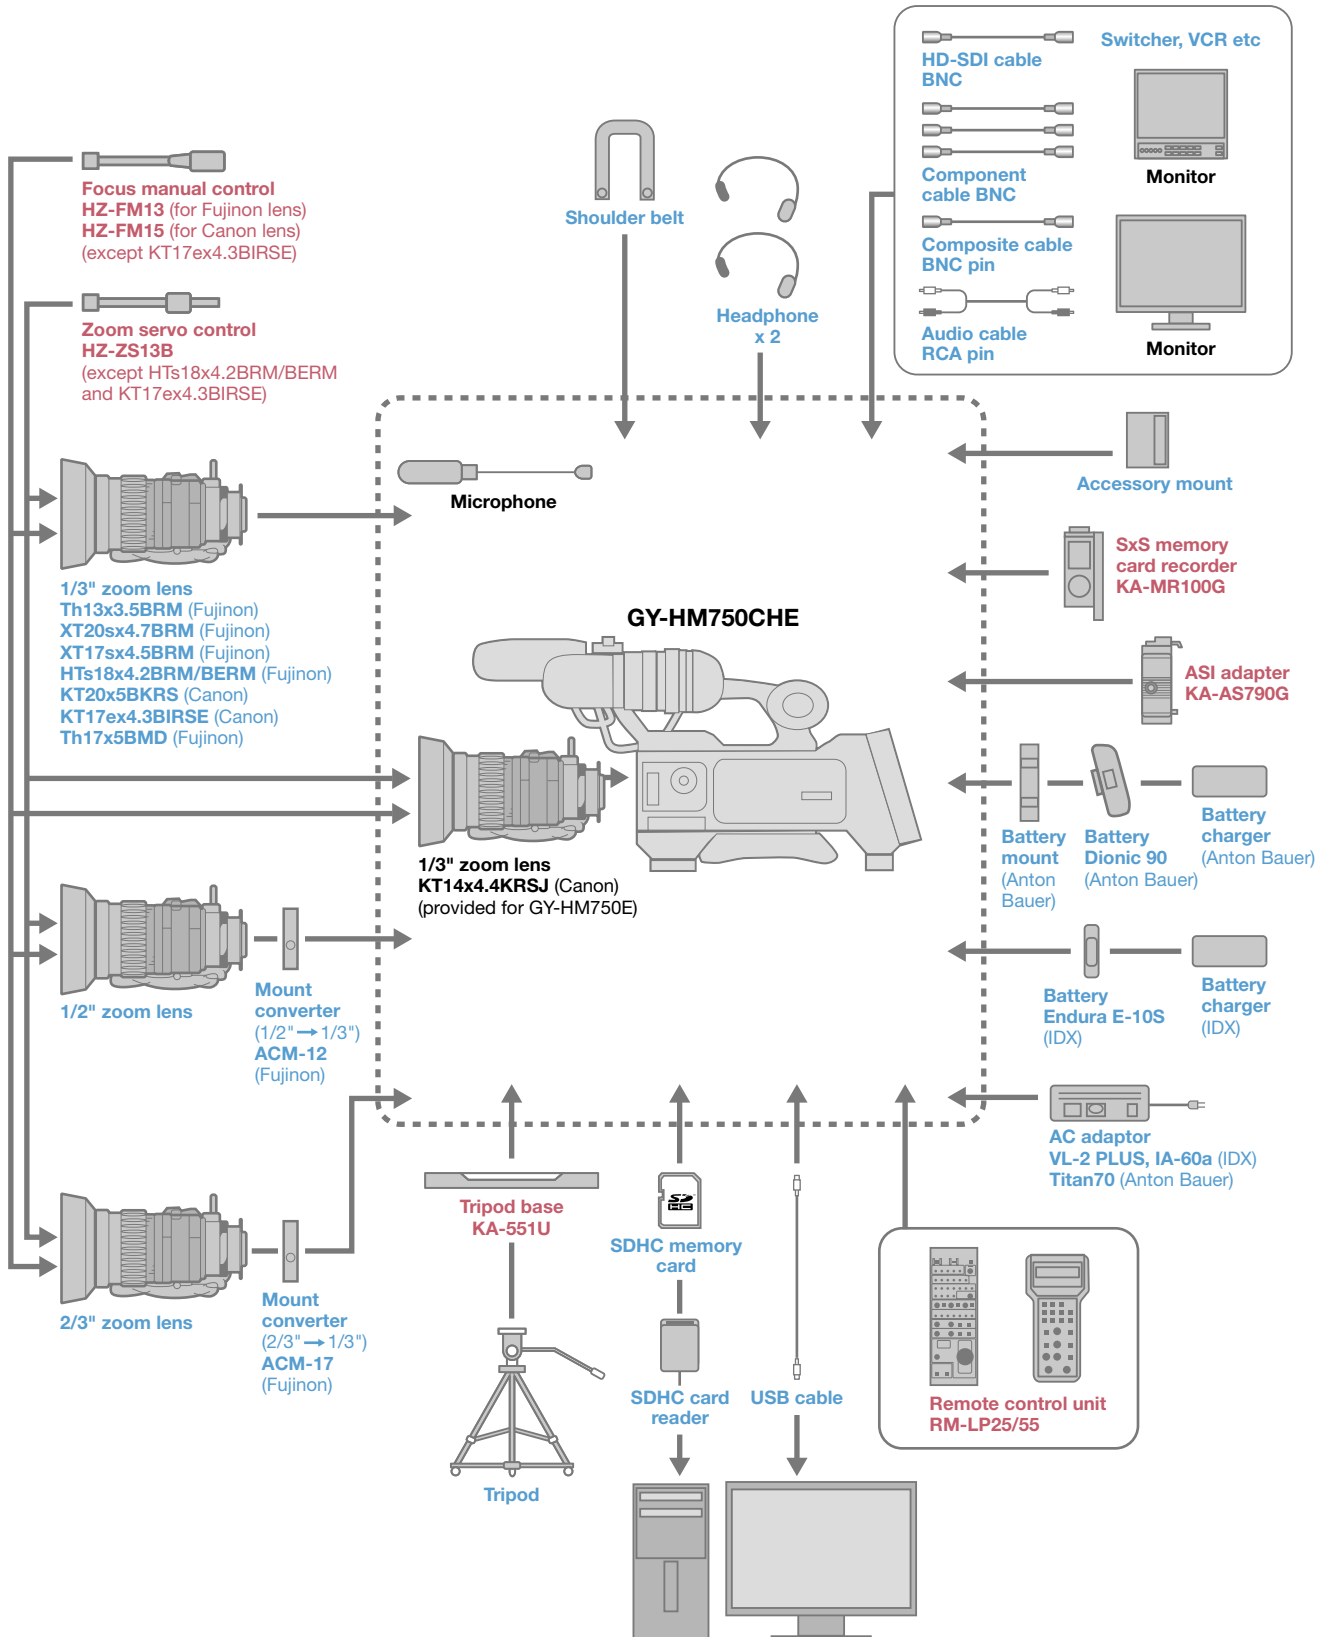 HD-SDI cable
BNC
Switcher, VCR etc
Component
cable BNC
Monitor
Composite cable
BNC pin
Audio cable
RCA pin
Monitor
Focus manual control
HZ-FM13 (for Fujinon lens)
HZ-FM15 (for Canon lens)
(except KT17ex4.3BIRSE)
Shoulder belt
Headphone
x 2
Zoom servo control
HZ-ZS13B
(except HTs18x4.2BRM/BERM
and KT17ex4.3BIRSE)
Microphone
Accessory mount
SxS memory
card recorder
KA-MR100G
1/3" zoom lens
Th13x3.5BRM (Fujinon)
XT20sx4.7BRM (Fujinon)
XT17sx4.5BRM (Fujinon)
HTs18x4.2BRM/BERM (Fujinon)
KT20x5BKRS (Canon)
KT17ex4.3BIRSE (Canon)
Th17x5BMD (Fujinon)
GY-HM750CHE
ASI adapter
KA-AS790G
1/3" zoom lens
KT14x4.4KRSJ (Canon)
(provided for GY-HM750E)
Battery
mount
(Anton
Bauer)
Battery
Dionic 90
(Anton Bauer)
Battery
charger
(Anton Bauer)
1/2" zoom lens
Mount
converter
(1/2"→1/3")
ACM-12
(Fujinon)
Battery
Endura E-10S
(IDX)
Battery
charger
(IDX)
AC adaptor
VL-2 PLUS, IA-60a (IDX)
Titan70 (Anton Bauer)
2/3" zoom lens
Mount
converter
(2/3"→1/3")
ACM-17
(Fujinon)
Tripod base
KA-551U
Tripod
SD
HC
SDHC memory
card
SDHC card
reader
USB cable
Remote control unit
RM-LP25/55